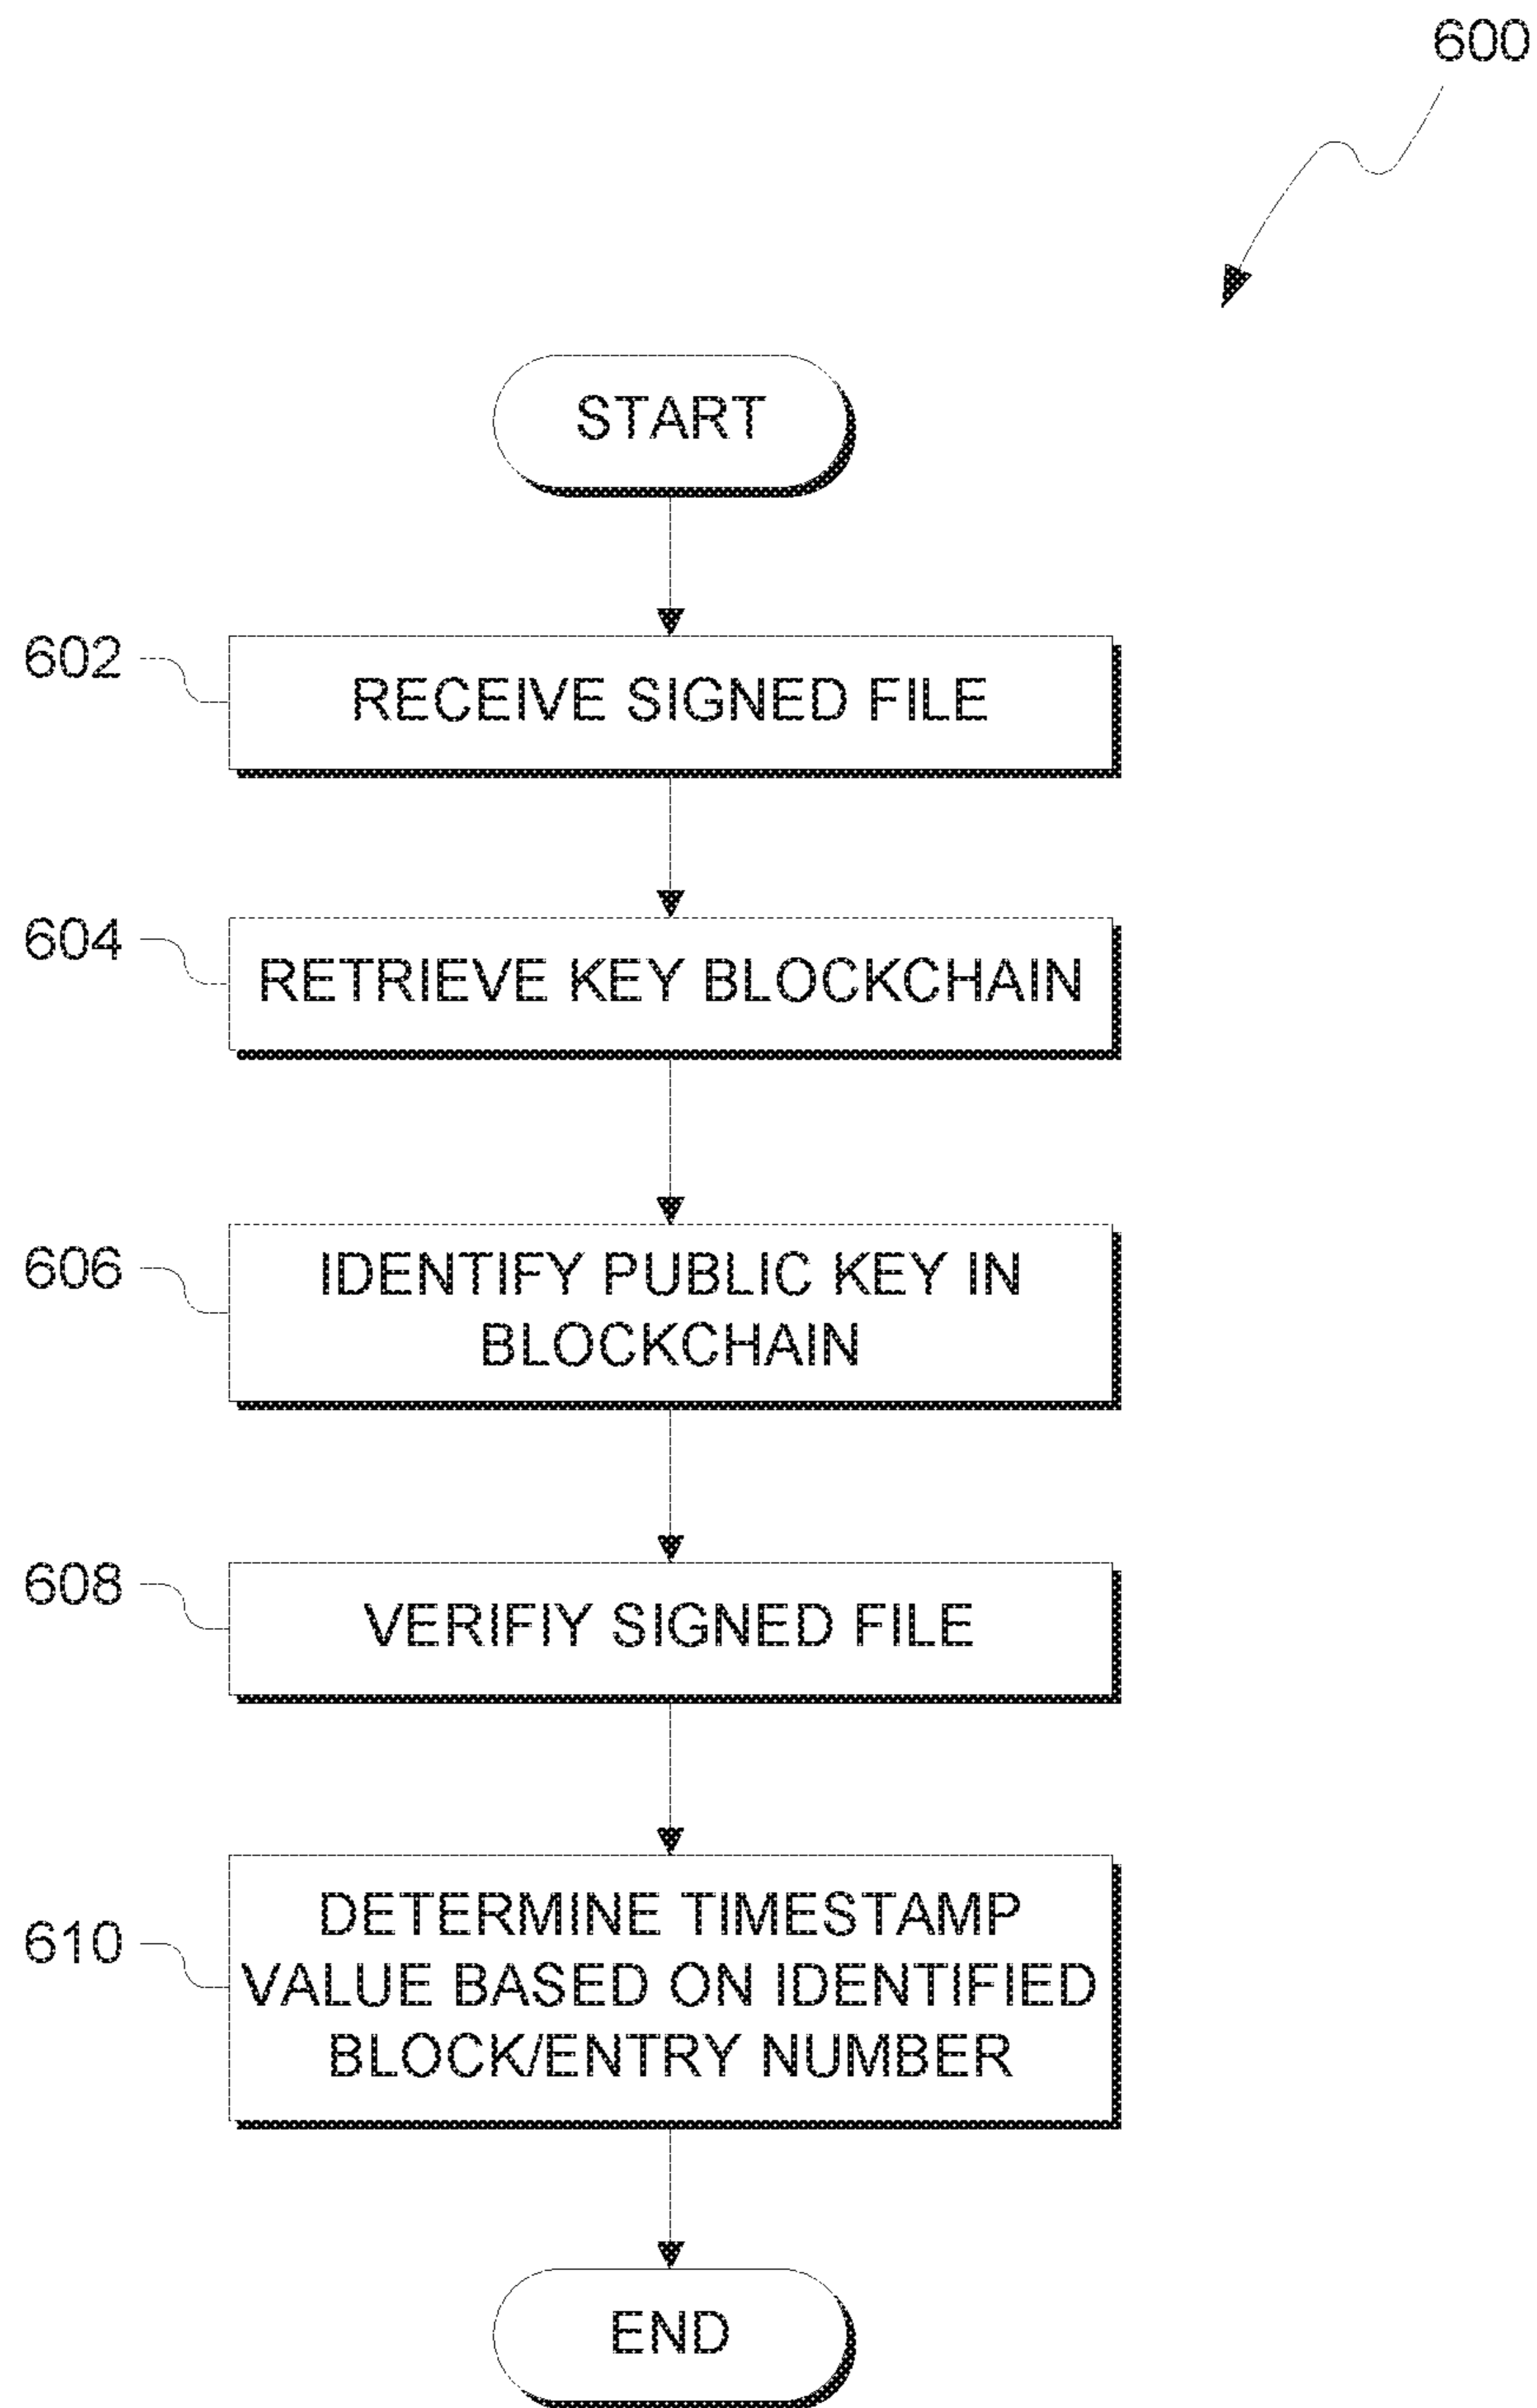 600
START
602
RECEIVE SIGNED FILE
604
RETRIEVE KEY BLOCKCHAIN
606
IDENTIFY PUBLIC KEY IN
BLOCKCHAIN
608
VERIFIY SIGNED FILE
610
DETERMINE TIMESTAMP
VALUE BASED ON IDENTIFIED
BLOCK/ENTRY NUMBER
END